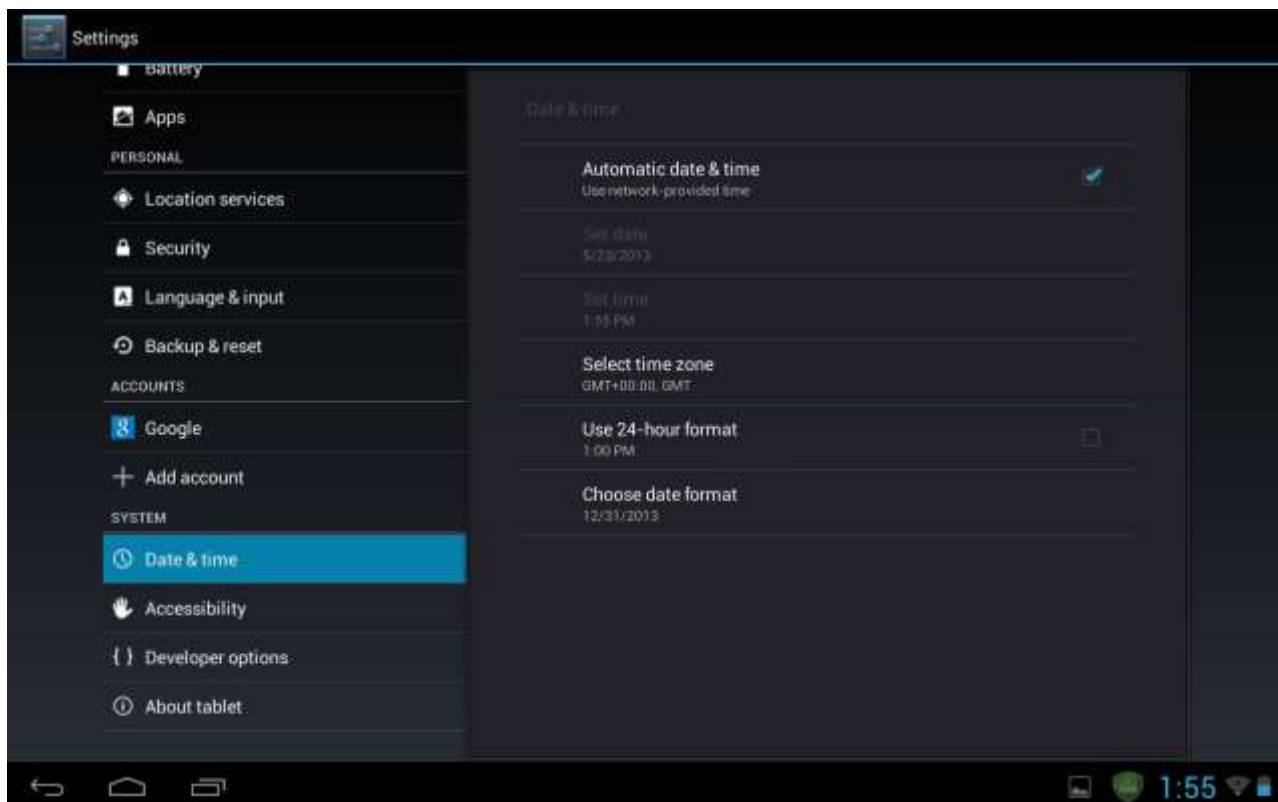 Settings
Battery
Apps
PERSONAL
Location services
Security
Language & input
Backup & reset
ACCOUNTS
8 Google
Add account
SYSTEM
Date & time
Accessibility
{ } Developer options
About tablet
Date & time
Automatic date & time
Use network-provided time
Set date
5/23/2013
Set time
1:55 PM
Select time zone
GMT+00:00, GMT
Use 24-hour format
1:00 PM
Choose date format
12/31/2013
1:55